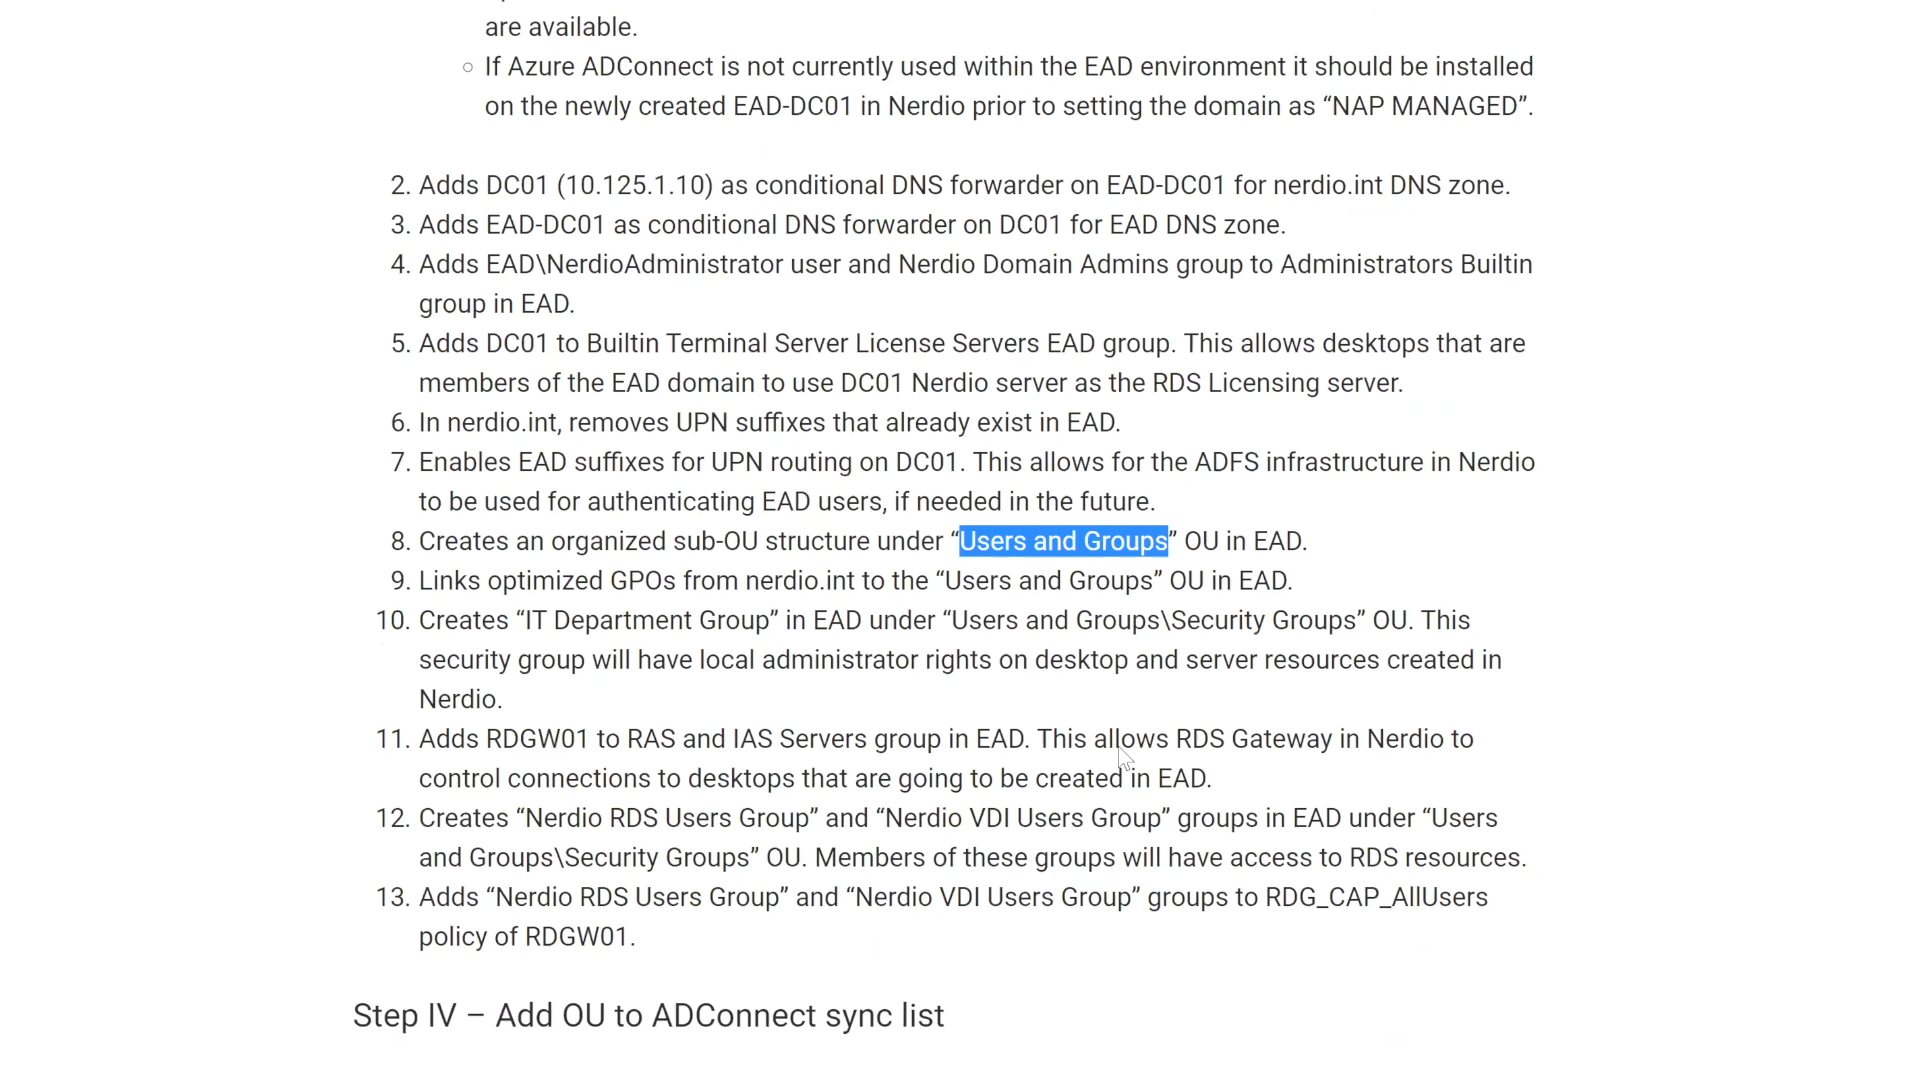 are available.
○ If Azure ADConnect is not currently used within the EAD environment it should be installed
on the newly created EAD-DC01 in Nerdio prior to setting the domain as “NAP MANAGED”.
2. Adds DC01 (10.125.1.10) as conditional DNS forwarder on EAD-DC01 for nerdio.int DNS zone.
3. Adds EAD-DC01 as conditional DNS forwarder on DC01 for EAD DNS zone.
4. Adds EAD\NerdioAdministrator user and Nerdio Domain Admins group to Administrators Builtin
group in EAD.
5. Adds DC01 to Builtin Terminal Server License Servers EAD group. This allows desktops that are
members of the EAD domain to use DC01 Nerdio server as the RDS Licensing server.
6. In nerdio.int, removes UPN suffixes that already exist in EAD.
7. Enables EAD suffixes for UPN routing on DC01. This allows for the ADFS infrastructure in Nerdio
to be used for authenticating EAD users, if needed in the future.
8. Creates an organized sub-OU structure under “Users and Groups” OU in EAD.
9. Links optimized GPOs from nerdio.int to the “Users and Groups” OU in EAD.
10. Creates “IT Department Group” in EAD under “Users and Groups\Security Groups” OU. This
security group will have local administrator rights on desktop and server resources created in
Nerdio.
11. Adds RDGW01 to RAS and IAS Servers group in EAD. This allows RDS Gateway in Nerdio to
control connections to desktops that are going to be created in EAD.
12. Creates “Nerdio RDS Users Group” and “Nerdio VDI Users Group” groups in EAD under “Users
and Groups\Security Groups” OU. Members of these groups will have access to RDS resources.
13. Adds “Nerdio RDS Users Group” and “Nerdio VDI Users Group” groups to RDG_CAP_AllUsers
policy of RDGW01.
Step IV – Add OU to ADConnect sync list